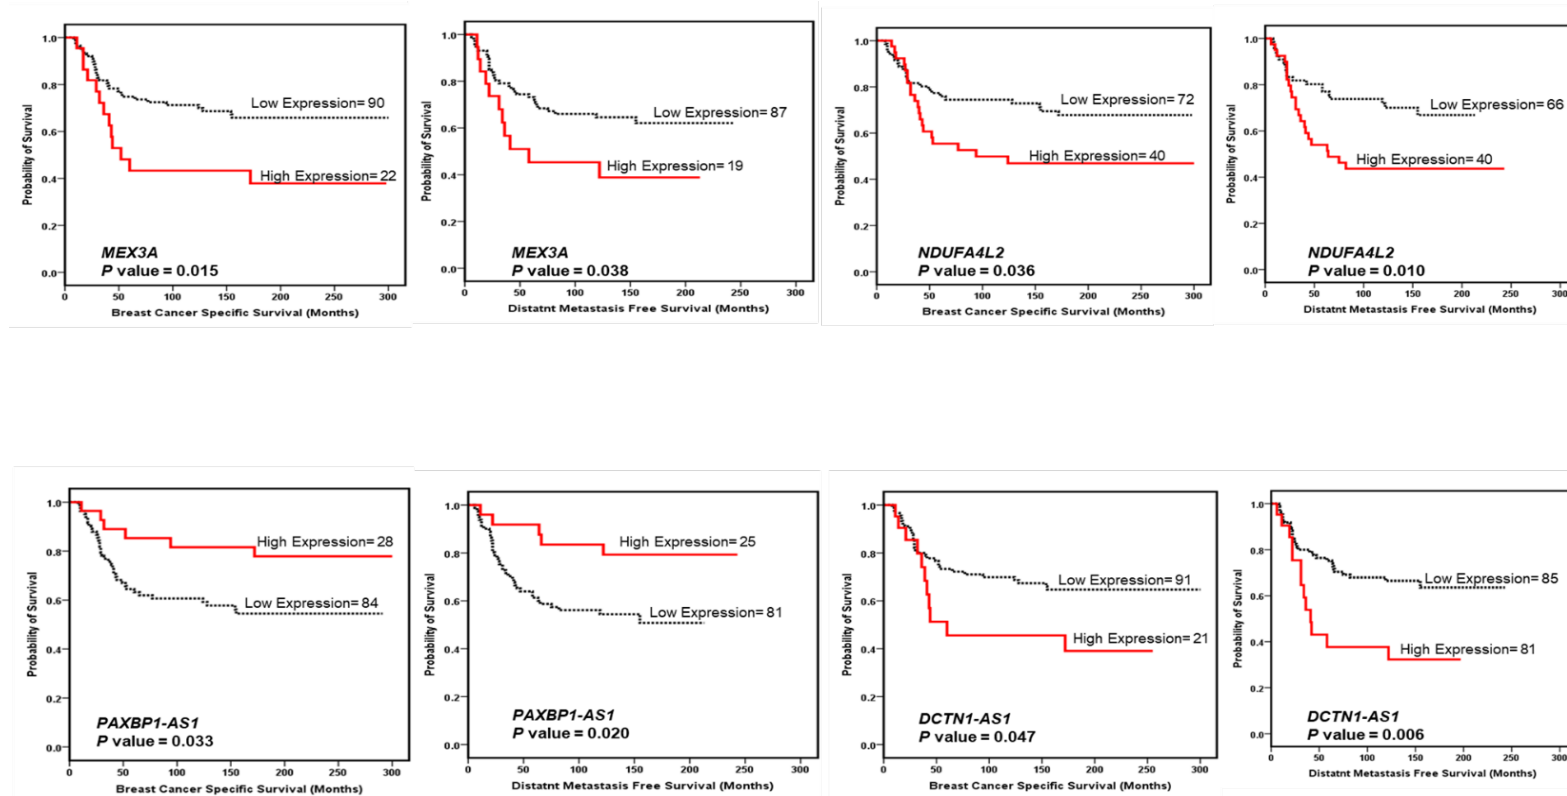 1.0
0.8
0.6
0.4
0.2
0.0
Probability of Survival
Low Expression= 90
High Expression= 22
MEX3A
P value = 0.015
0 50 100 150 200 250 300
Breast Cancer Specific Survival (Months)
1.0
0.8
0.6
0.4
0.2
0.0
Probability of Survival
Low Expression= 87
High Expression= 19
MEX3A
P value = 0.038
0 50 100 150 200 250 300
Distatnt Metastasis Free Survival (Months)
1.0
0.8
0.6
0.4
0.2
0.0
Probability of Survival
Low Expression= 72
High Expression= 40
NDUFA4L2
P value = 0.036
0 50 100 150 200 250 300
Breast Cancer Specific Survival (Months)
1.0
0.8
0.6
0.4
0.2
0.0
Probability of Survival
Low Expression= 66
High Expression= 40
NDUFA4L2
P value = 0.010
0 50 100 150 200 250 300
Distatnt Metastasis Free Survival (Months)
1.0
0.8
0.6
0.4
0.2
0.0
Probability of Survival
High Expression= 28
Low Expression= 84
PAXBP1-AS1
P value = 0.033
0 50 100 150 200 250 300
Breast Cancer Specific Survival (Months)
1.0
0.8
0.6
0.4
0.2
0.0
Probability of Survival
High Expression= 25
Low Expression= 81
PAXBP1-AS1
P value = 0.020
0 50 100 150 200 250 300
Distatnt Metastasis Free Survival (Months)
1.0
0.8
0.6
0.4
0.2
0.0
Probability of Survival
Low Expression= 91
High Expression= 21
DCTN1-AS1
P value = 0.047
0 50 100 150 200 250 300
Breast Cancer Specific Survival (Months)
1.0
0.8
0.6
0.4
0.2
0.0
Probability of Survival
Low Expression= 85
High Expression= 81
DCTN1-AS1
P value = 0.006
0 50 100 150 200 250 300
Distatnt Metastasis Free Survival (Months)